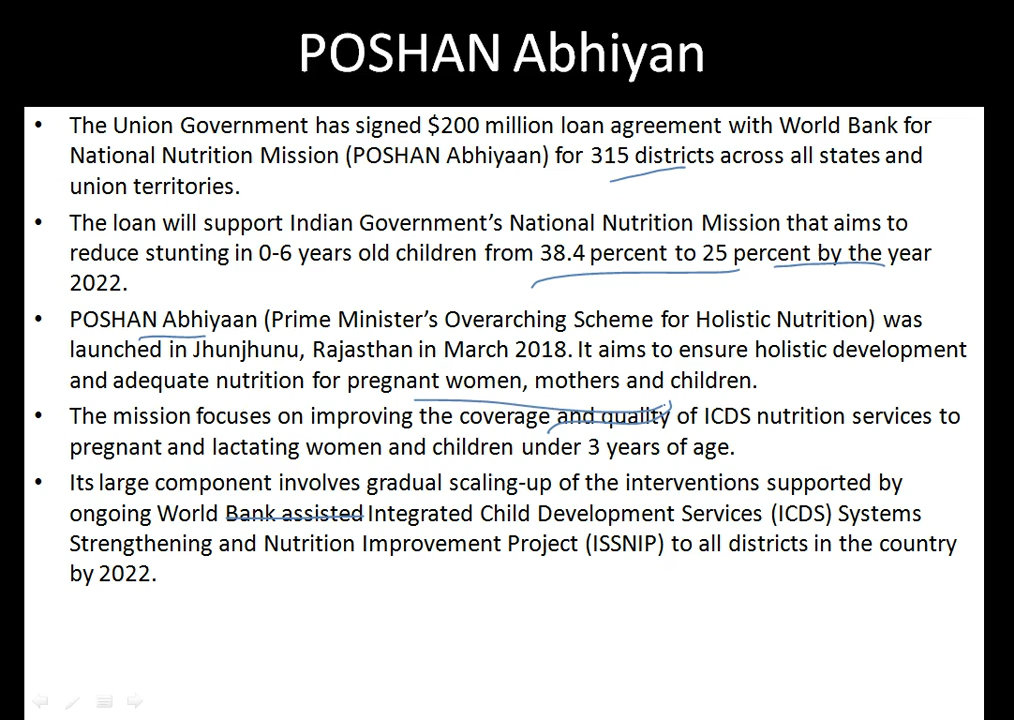 POSHAN Abhiyan
• The Union Government has signed $200 million loan agreement with World Bank for
National Nutrition Mission (POSHAN Abhiyaan) for 315 districts across all states and
union territories.
• The loan will support Indian Government’s National Nutrition Mission that aims to
reduce stunting in 0-6 years old children from 38.4 percent to 25 percent by the year
2022.
• POSHAN Abhiyaan (Prime Minister’s Overarching Scheme for Holistic Nutrition) was
launched in Jhunjhunu, Rajasthan in March 2018. It aims to ensure holistic development
and adequate nutrition for pregnant women, mothers and children.
• The mission focuses on improving the coverage and quality of ICDS nutrition services to
pregnant and lactating women and children under 3 years of age.
• Its large component involves gradual scaling-up of the interventions supported by
ongoing World Bank assisted Integrated Child Development Services (ICDS) Systems
Strengthening and Nutrition Improvement Project (ISSNIP) to all districts in the country
by 2022.